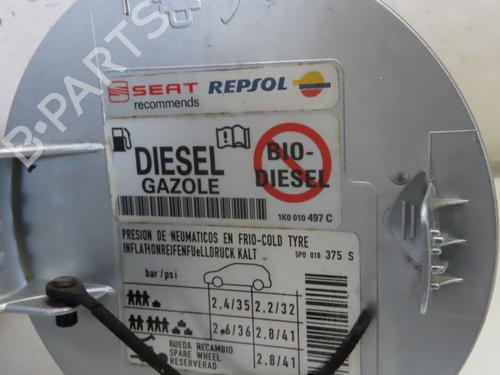 B-PARTS
SEAT REPSOL
recommends
DIESEL
GAZOLE
BIO-
DIESEL
1K0 010 497 C
PRESION DE NEUMATICOS EN FRIO-COLD TYRE
INFLATIONREIFENFUeLLDRUCK KALT
5P0 010 375 S
bar/psi
2.4/35 2.2/32
2.6/36 2.8/41
RUEDA RECAMBIO
SPARE WHEEL
RESERVERAD
2.8/41